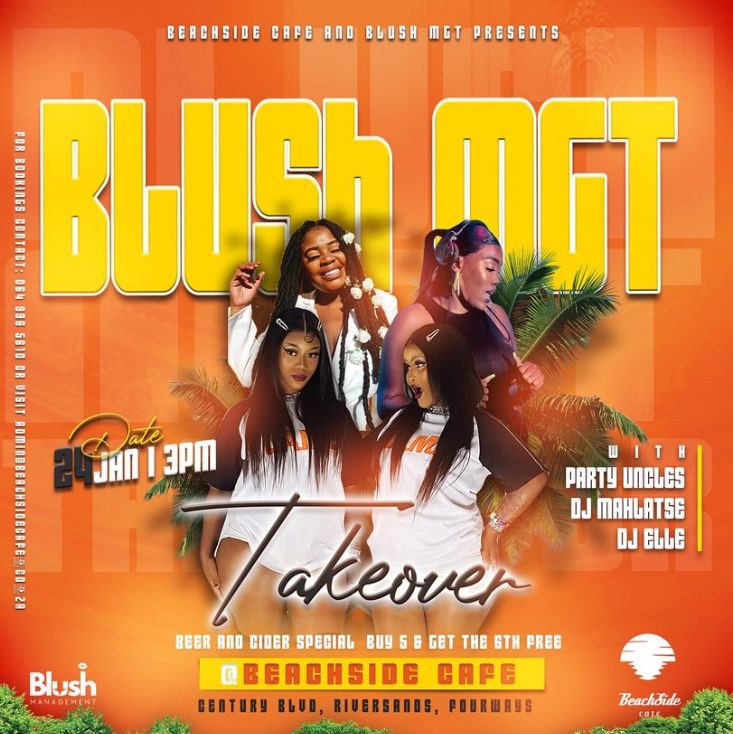 BEACHSIDE CAFE AND BLUSH MGT PRESENTS
BLUSH MGT
FOR BOOKINGS CONTACT: 064 996 5610 OR VISIT ADMIN@BEACHSIDECAFE.CO.ZA
Date
24 JAN | 3PM
WITH
PARTY UNCLES
DJ MAHLATSE
DJ ELLE
Takeover
BEER AND CIDER SPECIAL BUY 5 & GET THE 6TH FREE
@BEACHSIDE CAFE
CENTURY BLVD, RIVERSANDS, FOURWAYS
Blush
MANAGEMENT
BeachSide
CAFE